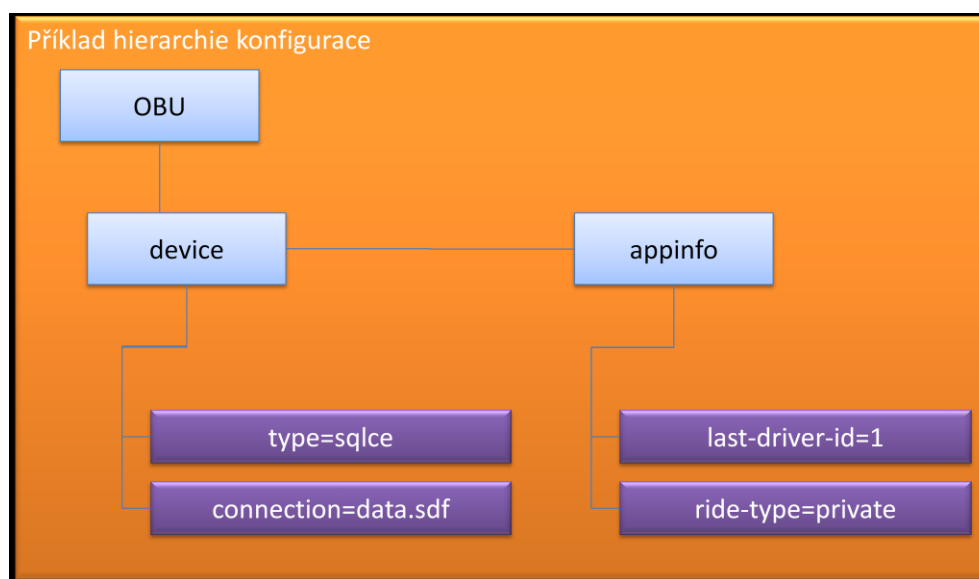 Příklad hierarchie konfigurace
OBU
device
appinfo
type=sqlce
last-driver-id=1
connection=data.sdf
ride-type=private